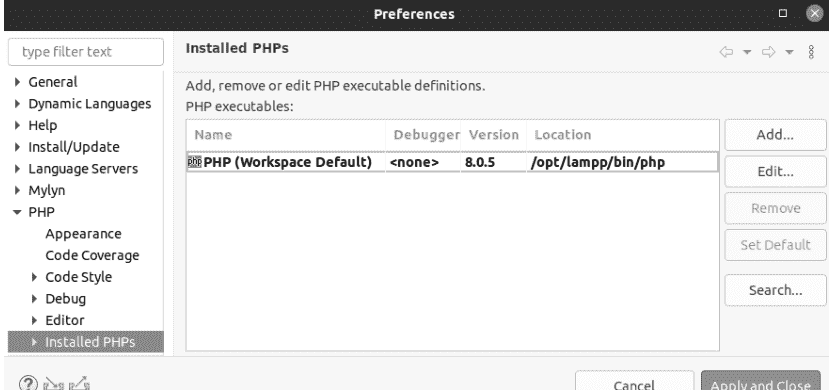 Preferences
type filter text
Installed PHPs
General
Dynamic Languages
Help
Install/Update
Language Servers
Mylyn
PHP
Appearance
Code Coverage
Code Style
Debug
Editor
Installed PHPs
Add, remove or edit PHP executable definitions.
PHP executables:
Name Debugger Version Location
PHP (Workspace Default) <none> 8.0.5 /opt/lampp/bin/php
Add...
Edit...
Remove
Set Default
Search...
Cancel
Apply and Close